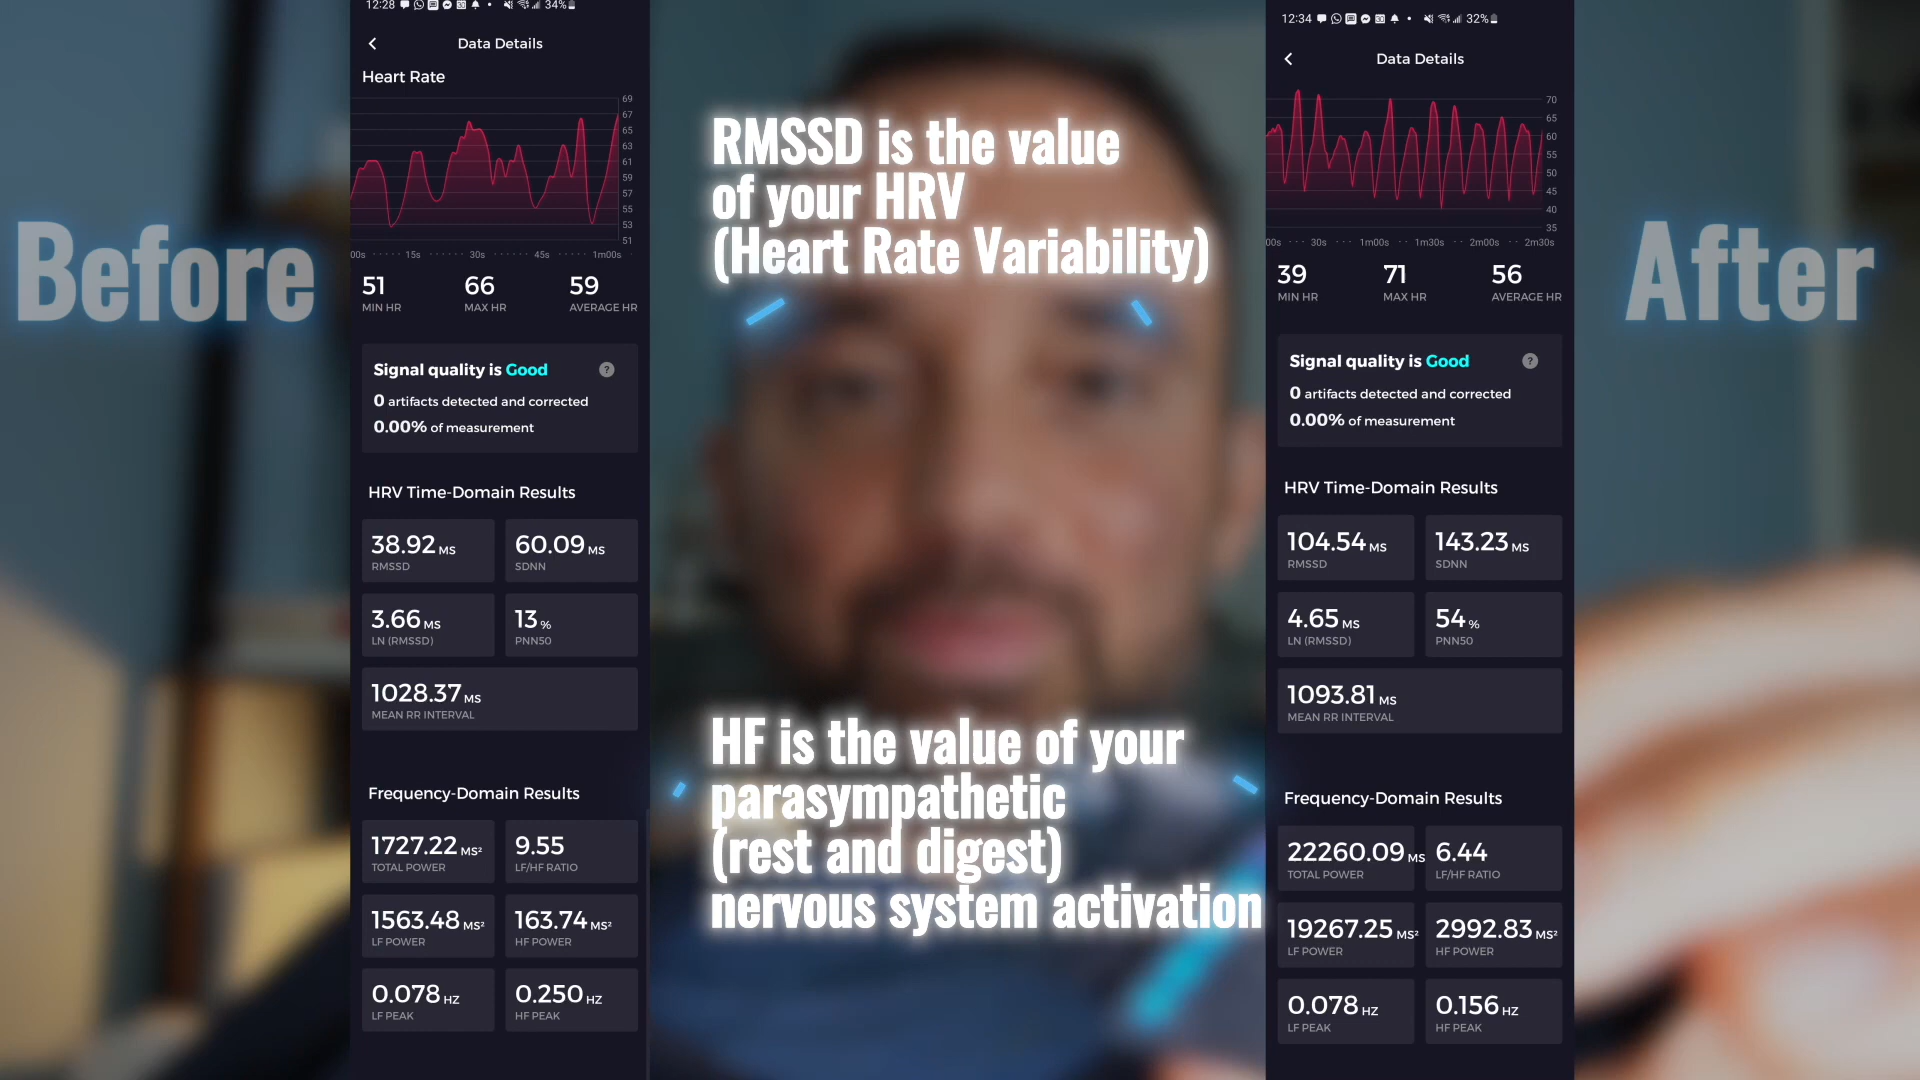 Before
12:28 34%
Data Details
Heart Rate
69
67
65
63
61
59
57
55
53
51
00s 15s 30s 45s 1m00s
51 66 59
MIN HR MAX HR AVERAGE HR
Signal quality is Good ?
0 artifacts detected and corrected
0.00% of measurement
HRV Time-Domain Results
38.92 MS 60.09 MS
RMSSD SDNN
3.66 MS 13 %
LN (RMSSD) PNN50
1028.37 MS
MEAN RR INTERVAL
Frequency-Domain Results
1727.22 MS² 9.55
TOTAL POWER LF/HF RATIO
1563.48 MS² 163.74 MS²
LF POWER HF POWER
0.078 HZ 0.250 HZ
LF PEAK HF PEAK
RMSSD is the value
of your HRV
(Heart Rate Variability)
HF is the value of your
parasympathetic
(rest and digest)
nervous system activation
After
12:34 32%
Data Details
70
65
60
55
50
45
40
35
00s 30s 1m00s 1m30s 2m00s 2m30s
39 71 56
MIN HR MAX HR AVERAGE HR
Signal quality is Good ?
0 artifacts detected and corrected
0.00% of measurement
HRV Time-Domain Results
104.54 MS 143.23 MS
RMSSD SDNN
4.65 MS 54 %
LN (RMSSD) PNN50
1093.81 MS
MEAN RR INTERVAL
Frequency-Domain Results
22260.09 MS 6.44
TOTAL POWER LF/HF RATIO
19267.25 MS² 2992.83 MS²
LF POWER HF POWER
0.078 HZ 0.156 HZ
LF PEAK HF PEAK